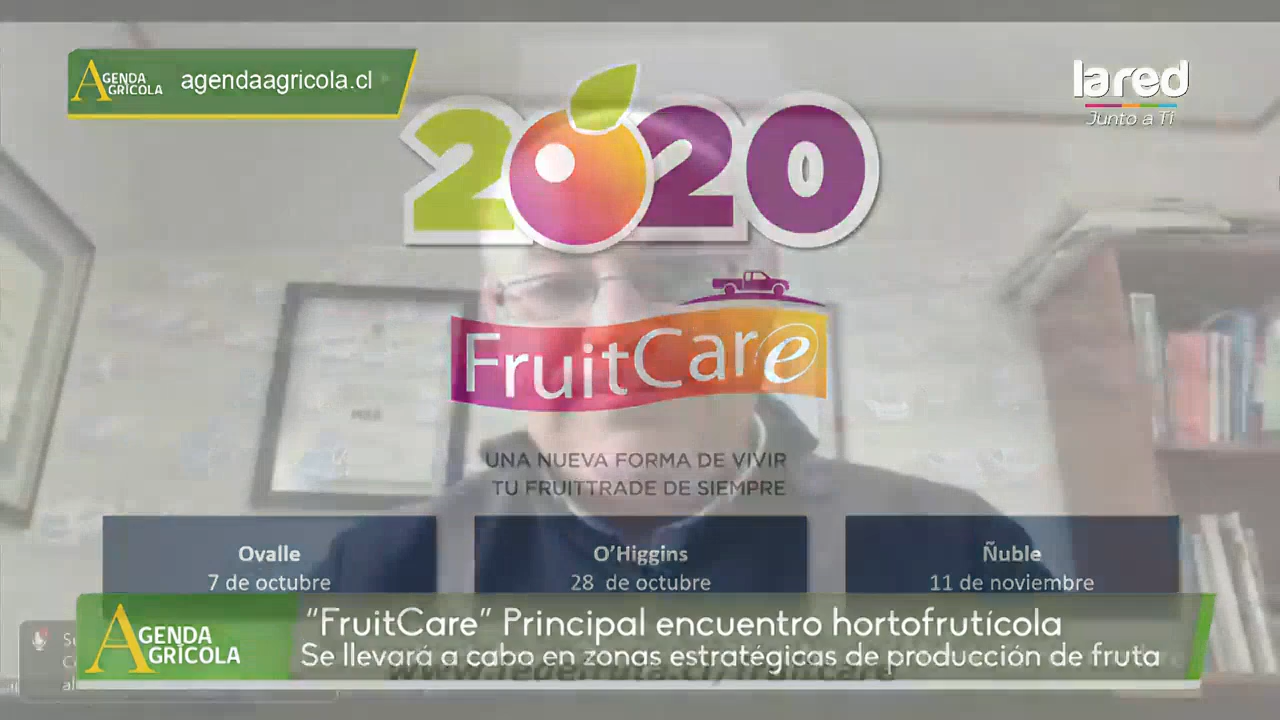 AGENDA
AGRÍCOLA
agendaagricola.cl
lared
Junto a Ti
2020
FruitCare
UNA NUEVA FORMA DE VIVIR
TU FRUITTRADE DE SIEMPRE
Ovalle
7 de octubre
O'Higgins
28 de octubre
Ñuble
11 de noviembre
AGENDA
AGRÍCOLA
“FruitCare” Principal encuentro hortofrutícola
Se llevará a cabo en zonas estratégicas de producción de fruta